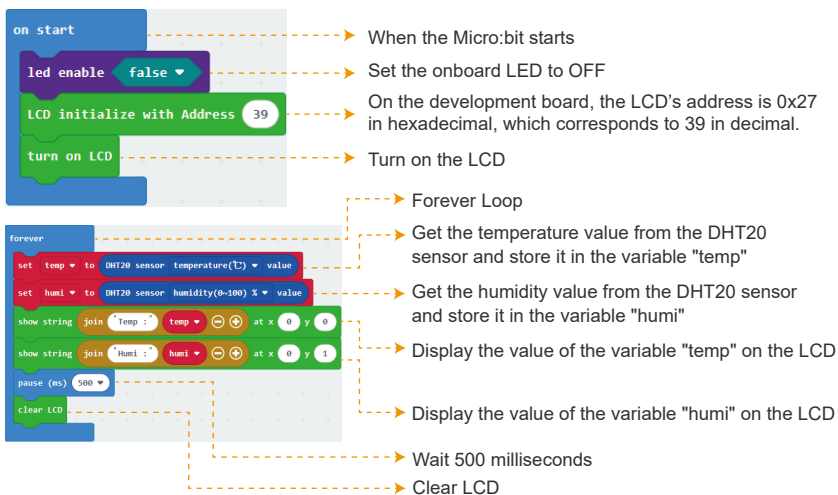 on start
When the Micro:bit starts
led enable false
Set the onboard LED to OFF
LCD initialize with Address 39
On the development board, the LCD's address is 0x27
in hexadecimal, which corresponds to 39 in decimal.
turn on LCD
Turn on the LCD
Forever Loop
forever
Get the temperature value from the DHT20
sensor and store it in the variable "temp"
set temp to DHT20 sensor temperature(℃) value
set humi to DHT20 sensor humidity(0~100) % value
Get the humidity value from the DHT20 sensor
and store it in the variable "humi"
show string join "Temp :" temp at x 0 y 0
Display the value of the variable "temp" on the LCD
show string join "Humi :" humi at x 0 y 1
pause (ms) 500
clear LCD
Display the value of the variable "humi" on the LCD
Wait 500 milliseconds
Clear LCD